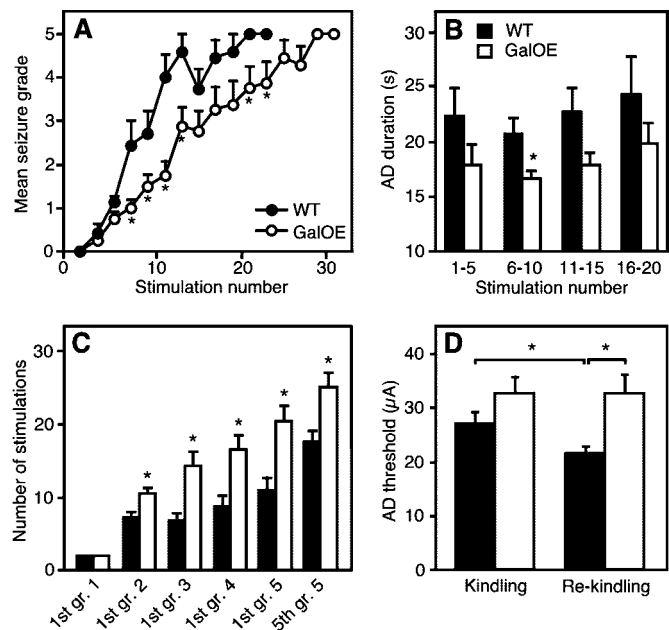 A
Mean seizure grade
5
4
3
2
1
0
WT
GalOE
* * * * * *
0 10 20 30
Stimulation number
B
AD duration (s)
30
25
20
15
10
WT
GalOE
*
1-5 6-10 11-15 16-20
Stimulation number
C
Number of stimulations
30
20
10
0
* * * * *
1st gr. 1 1st gr. 2 1st gr. 3 1st gr. 4 1st gr. 5 5th gr. 5
D
AD threshold (µA)
40
30
20
10
0
* *
Kindiing Re-kindling